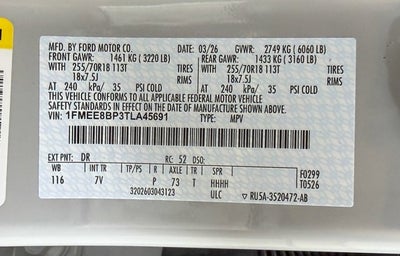 MFD. BY FORD MOTOR CO. 03/26 GVWR: 2749 KG (6060 LB)
FRONT GAWR: 1461 KG (3220 LB) REAR GAWR: 1433 KG (3160 LB)
255/70R18 113T TIRES 255/70R18 113T TIRES
18x7.5J RIMS 18x7.5J RIMS
AT 240 kPa/ 35 PSI COLD AT 240 kPa/ 35 PSI COLD
THIS VEHICLE CONFORMS TO ALL APPLICABLE FEDERAL MOTOR VEHICLE
SAFETY STANDARDS IN EFFECT ON THE DATE OF MANUFACTURE SHOWN ABOVE.
VIN: 1FMEE8BP3TLA45691 TYPE: MPV
EXT PNT: DR RC: 52 DSO:
WB INT TR TP/PS R AXLE TR SPR F0299
116 7V P 73 T HHHH T0526
3202603043123 ULC ▽ RU5A-3520472-AB